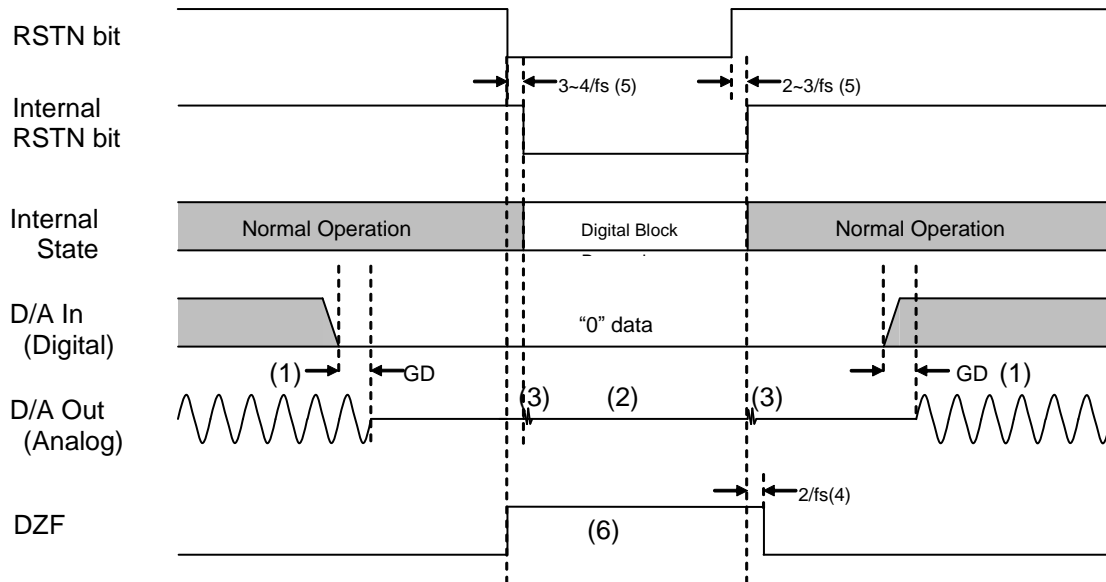 RSTN bit
3~4/fs (5)
2~3/fs (5)
Internal
RSTN bit
Internal
State
Normal Operation
Digital Block
Normal Operation
D/A In
(Digital)
“0” data
(1)
GD
GD
(1)
D/A Out
(Analog)
(3)
(2)
(3)
2/fs(4)
DZF
(6)